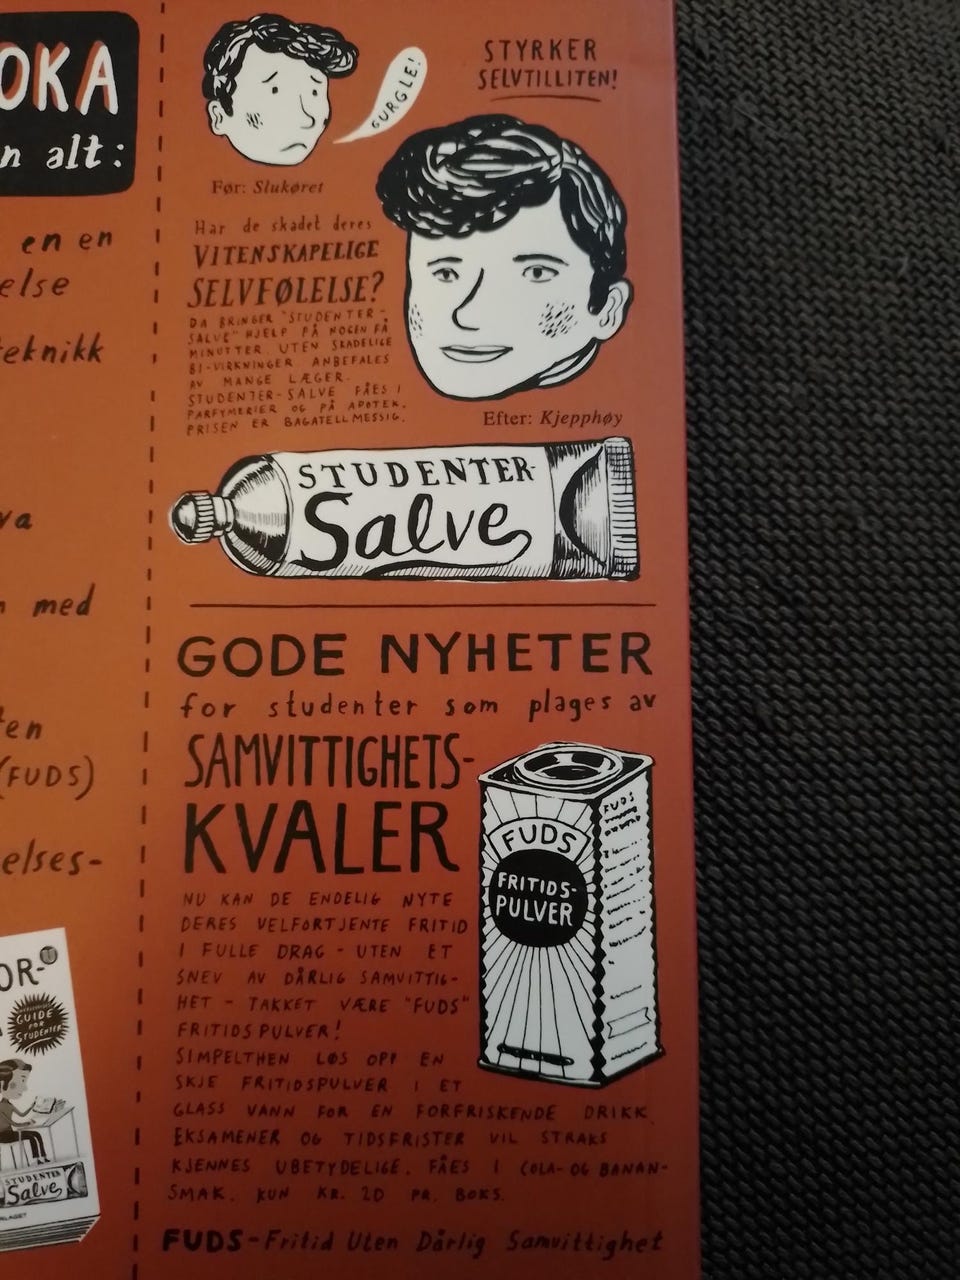 OKA
n alt:
en en
else
teknikk
va
n med
ten
(FUDS)
elses-
OR-
GUIDE
FOR
STUDENTER
STUDENTER
Salve
GURGLE!
STYRKER
SELVTILLITEN!
Før: Slukøret
Har de skadet deres
VITENSKAPELIGE
SELVFØLELSE?
DA BRINGER "STUDENTER-
SALVE" HJELP PÅ NOGEN FÅ
MINUTTER. UTEN SKADELIGE
BI-VIRKNINGER ANBEFALES
AV MANGE LÆGER.
STUDENTER-SALVE FÅES I
PARFYMERIER OG PÅ APOTEK.
PRISEN ER BAGATELLMESSIG.
Efter: Kjepphøy
STUDENTER-
Salve
GODE NYHETER
for studenter som plages av
SAMVITTIGHETS-
KVALER
FUDS
FRITIDS-
PULVER
FUDS
NU KAN DE ENDELIG NYTE
DERES VELFORTJENTE FRITID
I FULLE DRAG - UTEN ET
SNEV AV DÅRLIG SAMVITTIG-
HET - TAKKET VÆRE "FUDS"
FRITIDSPULVER!
SIMPELTHEN LØS OPP EN
SKJE FRITIDSPULVER I ET
GLASS VANN FOR EN FORFRISKENDE DRIKK.
EKSAMENER OG TIDSFRISTER VIL STRAKS
KJENNES UBETYDELIGE. FÅES I COLA- OG BANAN-
SMAK. KUN KR. 20 PR. BOKS.
FUDS - Fritid Uten Dårlig Samvittighet